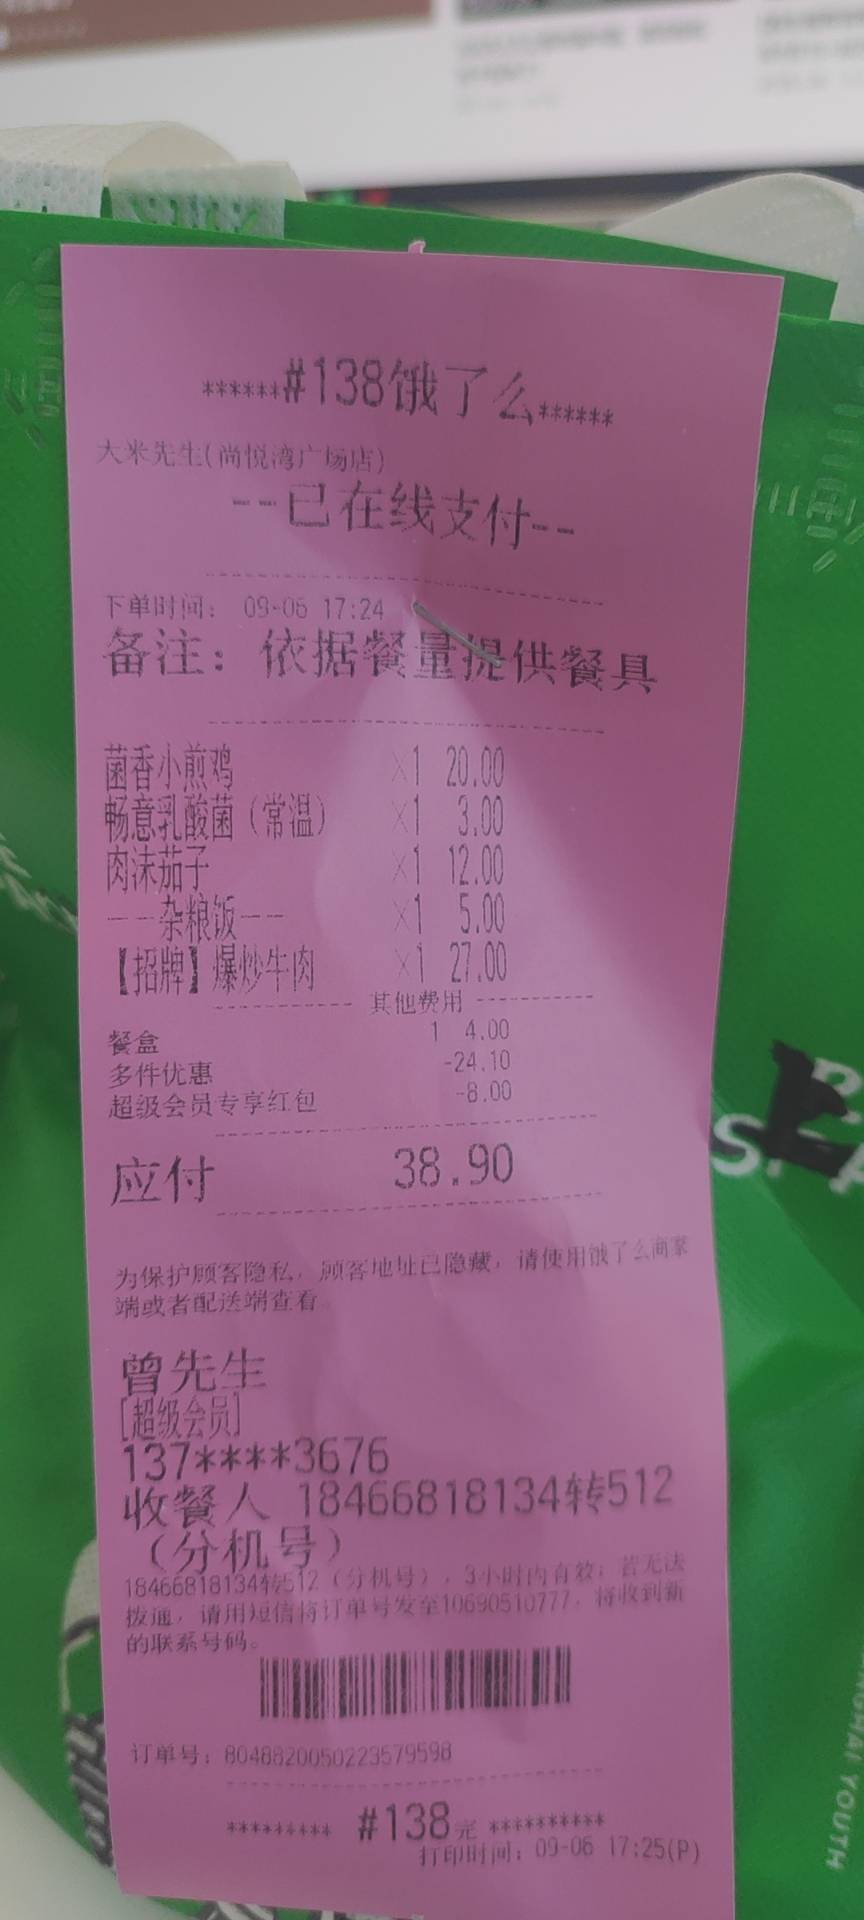 ******#138饿了么******
大米先生(尚悦湾广场店)
--已在线支付--
下单时间： 09-06 17:24
备注：依据餐量提供餐具
菌香小煎鸡 X1 20.00
畅意乳酸菌（常温） X1 3.00
肉沫茄子 X1 12.00
--杂粮饭-- X1 5.00
【招牌】爆炒牛肉 X1 27.00
其他费用
餐盒 1 4.00
多件优惠 -24.10
超级会员专享红包 -8.00
应付 38.90
为保护顾客隐私，顾客地址已隐藏，请使用饿了么商家
端或者配送端查看
曾先生
[超级会员]
137****3676
收餐人 18466818134转512
（分机号）
18466818134转512（分机号），3小时内有效；若无法
拨通，请用短信将订单号发至10690510777，将收到新
的联系号码。
订单号：8048820050223579598
********* #138完 **********
打印时间：09-06 17:25(P)
YOUTH